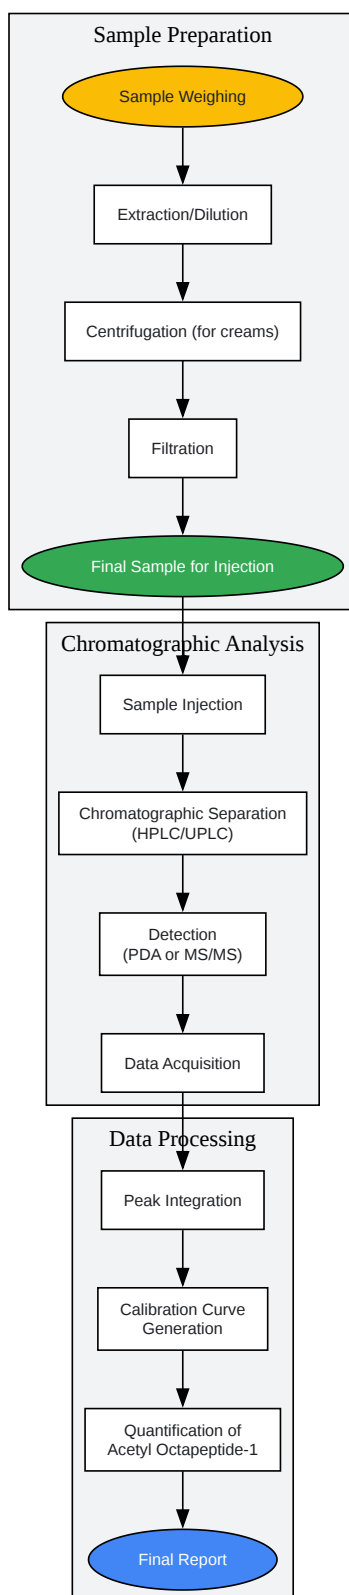 Sample Preparation
Sample Weighing
Extraction/Dilution
Centrifugation (for creams)
Filtration
Final Sample for Injection
Chromatographic Analysis
Sample Injection
Chromatographic Separation
(HPLC/UPLC)
Detection
(PDA or MS/MS)
Data Acquisition
Data Processing
Peak Integration
Calibration Curve
Generation
Quantification of
Acetyl Octapeptide-1
Final Report